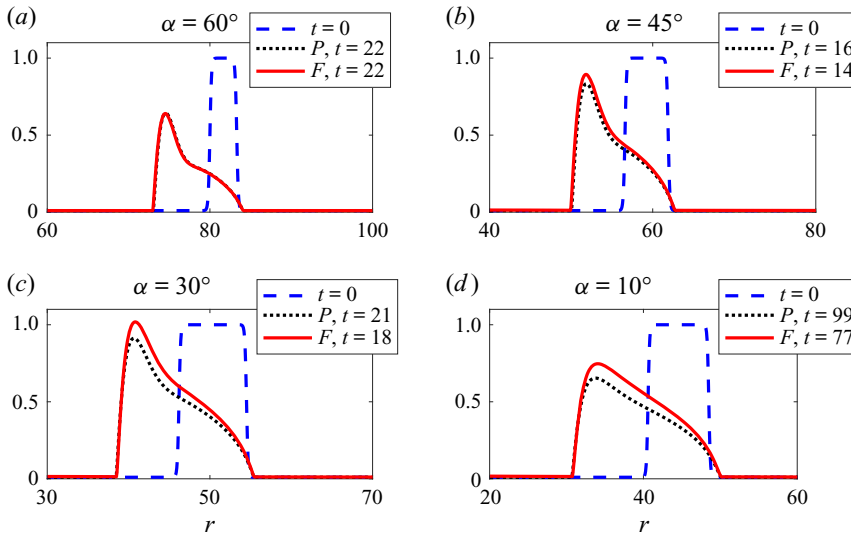 (a) α = 60°
t = 0
P, t = 22
F, t = 22
1.0
0.5
0
60 80 100
(b) α = 45°
t = 0
P, t = 16
F, t = 14
1.0
0.5
0
40 60 80
(c) α = 30°
t = 0
P, t = 21
F, t = 18
1.0
0.5
0
30 50 70
r
(d) α = 10°
t = 0
P, t = 99
F, t = 77
1.0
0.5
0
20 40 60
r